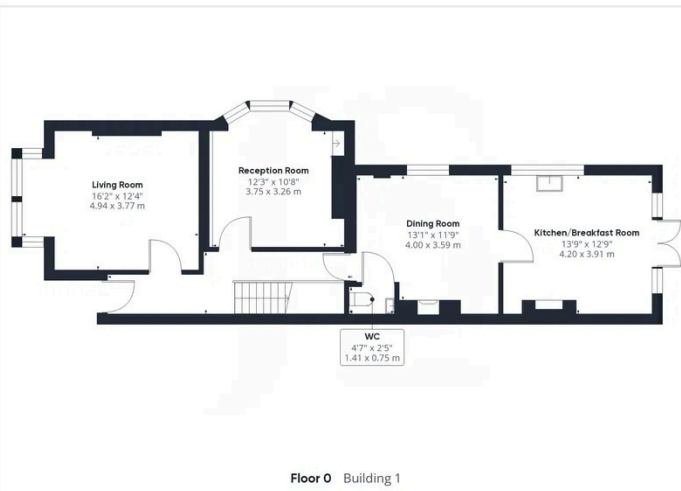 Living Room
16'2" x 12'4"
4.94 x 3.77 m
Reception Room
12'3" x 10'8"
3.75 x 3.26 m
Dining Room
13'1" x 11'9"
4.00 x 3.59 m
Kitchen/Breakfast Room
13'9" x 12'9"
4.20 x 3.91 m
WC
4'7" x 2'5"
1.41 x 0.75 m
Floor 0 Building 1